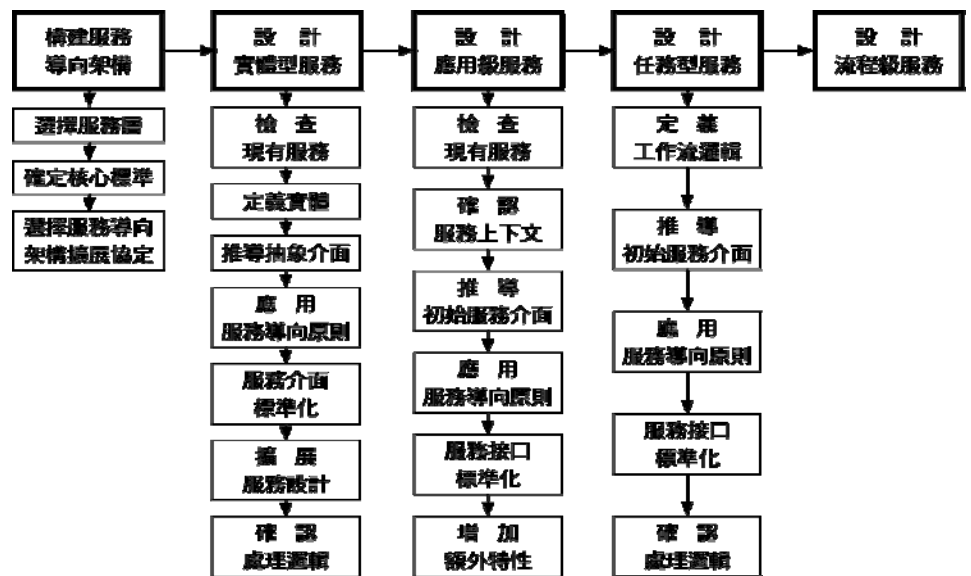 構建服務
導向架構
選擇服務層
確定核心標準
選擇服務導向
架構擴展協定
設 計
實體型服務
檢 查
現有服務
定義實體
推導抽象介面
應 用
服務導向原則
服務介面
標準化
擴 展
服務設計
確 認
處理邏輯
設 計
應用級服務
檢 查
現有服務
確 認
服務上下文
推 導
初始服務介面
應 用
服務導向原則
服務接口
標準化
增 加
額外特性
設 計
任務型服務
定 義
工作流邏輯
推 導
初始服務介面
應 用
服務導向原則
服務接口
標準化
確 認
處理邏輯
設 計
流程級服務